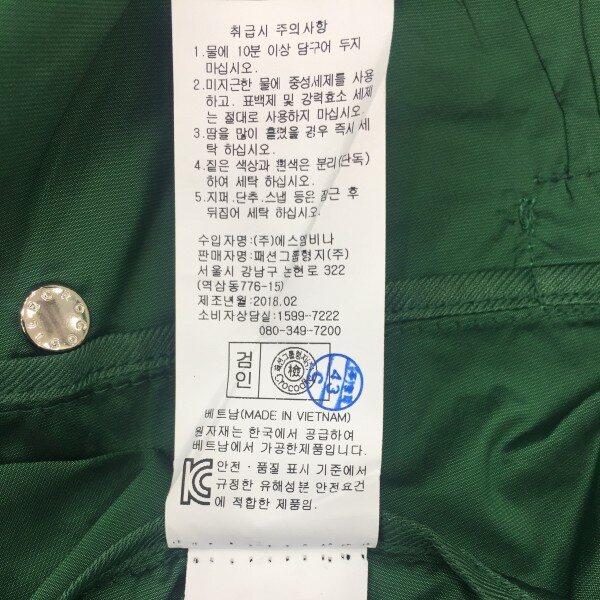 취급시 주의사항
1.물에 10분 이상 담구어 두지
마십시오.
2.미지근한 물에 중성세제를 사용
하고. 표백제 및 강력효소 세제
는 절대로 사용하지 마십시오.
3.땀을 많이 흘렸을 경우 즉시 세
탁 하십시오.
4.짙은 색상과 흰색은 분리(단독)
하여 세탁 하십시오.
5.지퍼.단추.스냅 등은 잠근 후
뒤집어 세탁 하십시오.
수입자명:(주)에스엠비나
판매자명:패션그룹형지(주)
서울시 강남구 논현로 322
(역삼동776-15)
제조년월:2018.02
소비자상담실:1599-7222
080-349-7200
검인
패션그룹형지(주)
檢
43
베트남(MADE IN VIETNAM)
원자재는 한국에서 공급하여
베트남에서 가공한제품입니다.
KC 안전·품질 표시 기준에서
규정한 유해성분 안전요건
에 적합한 제품임.